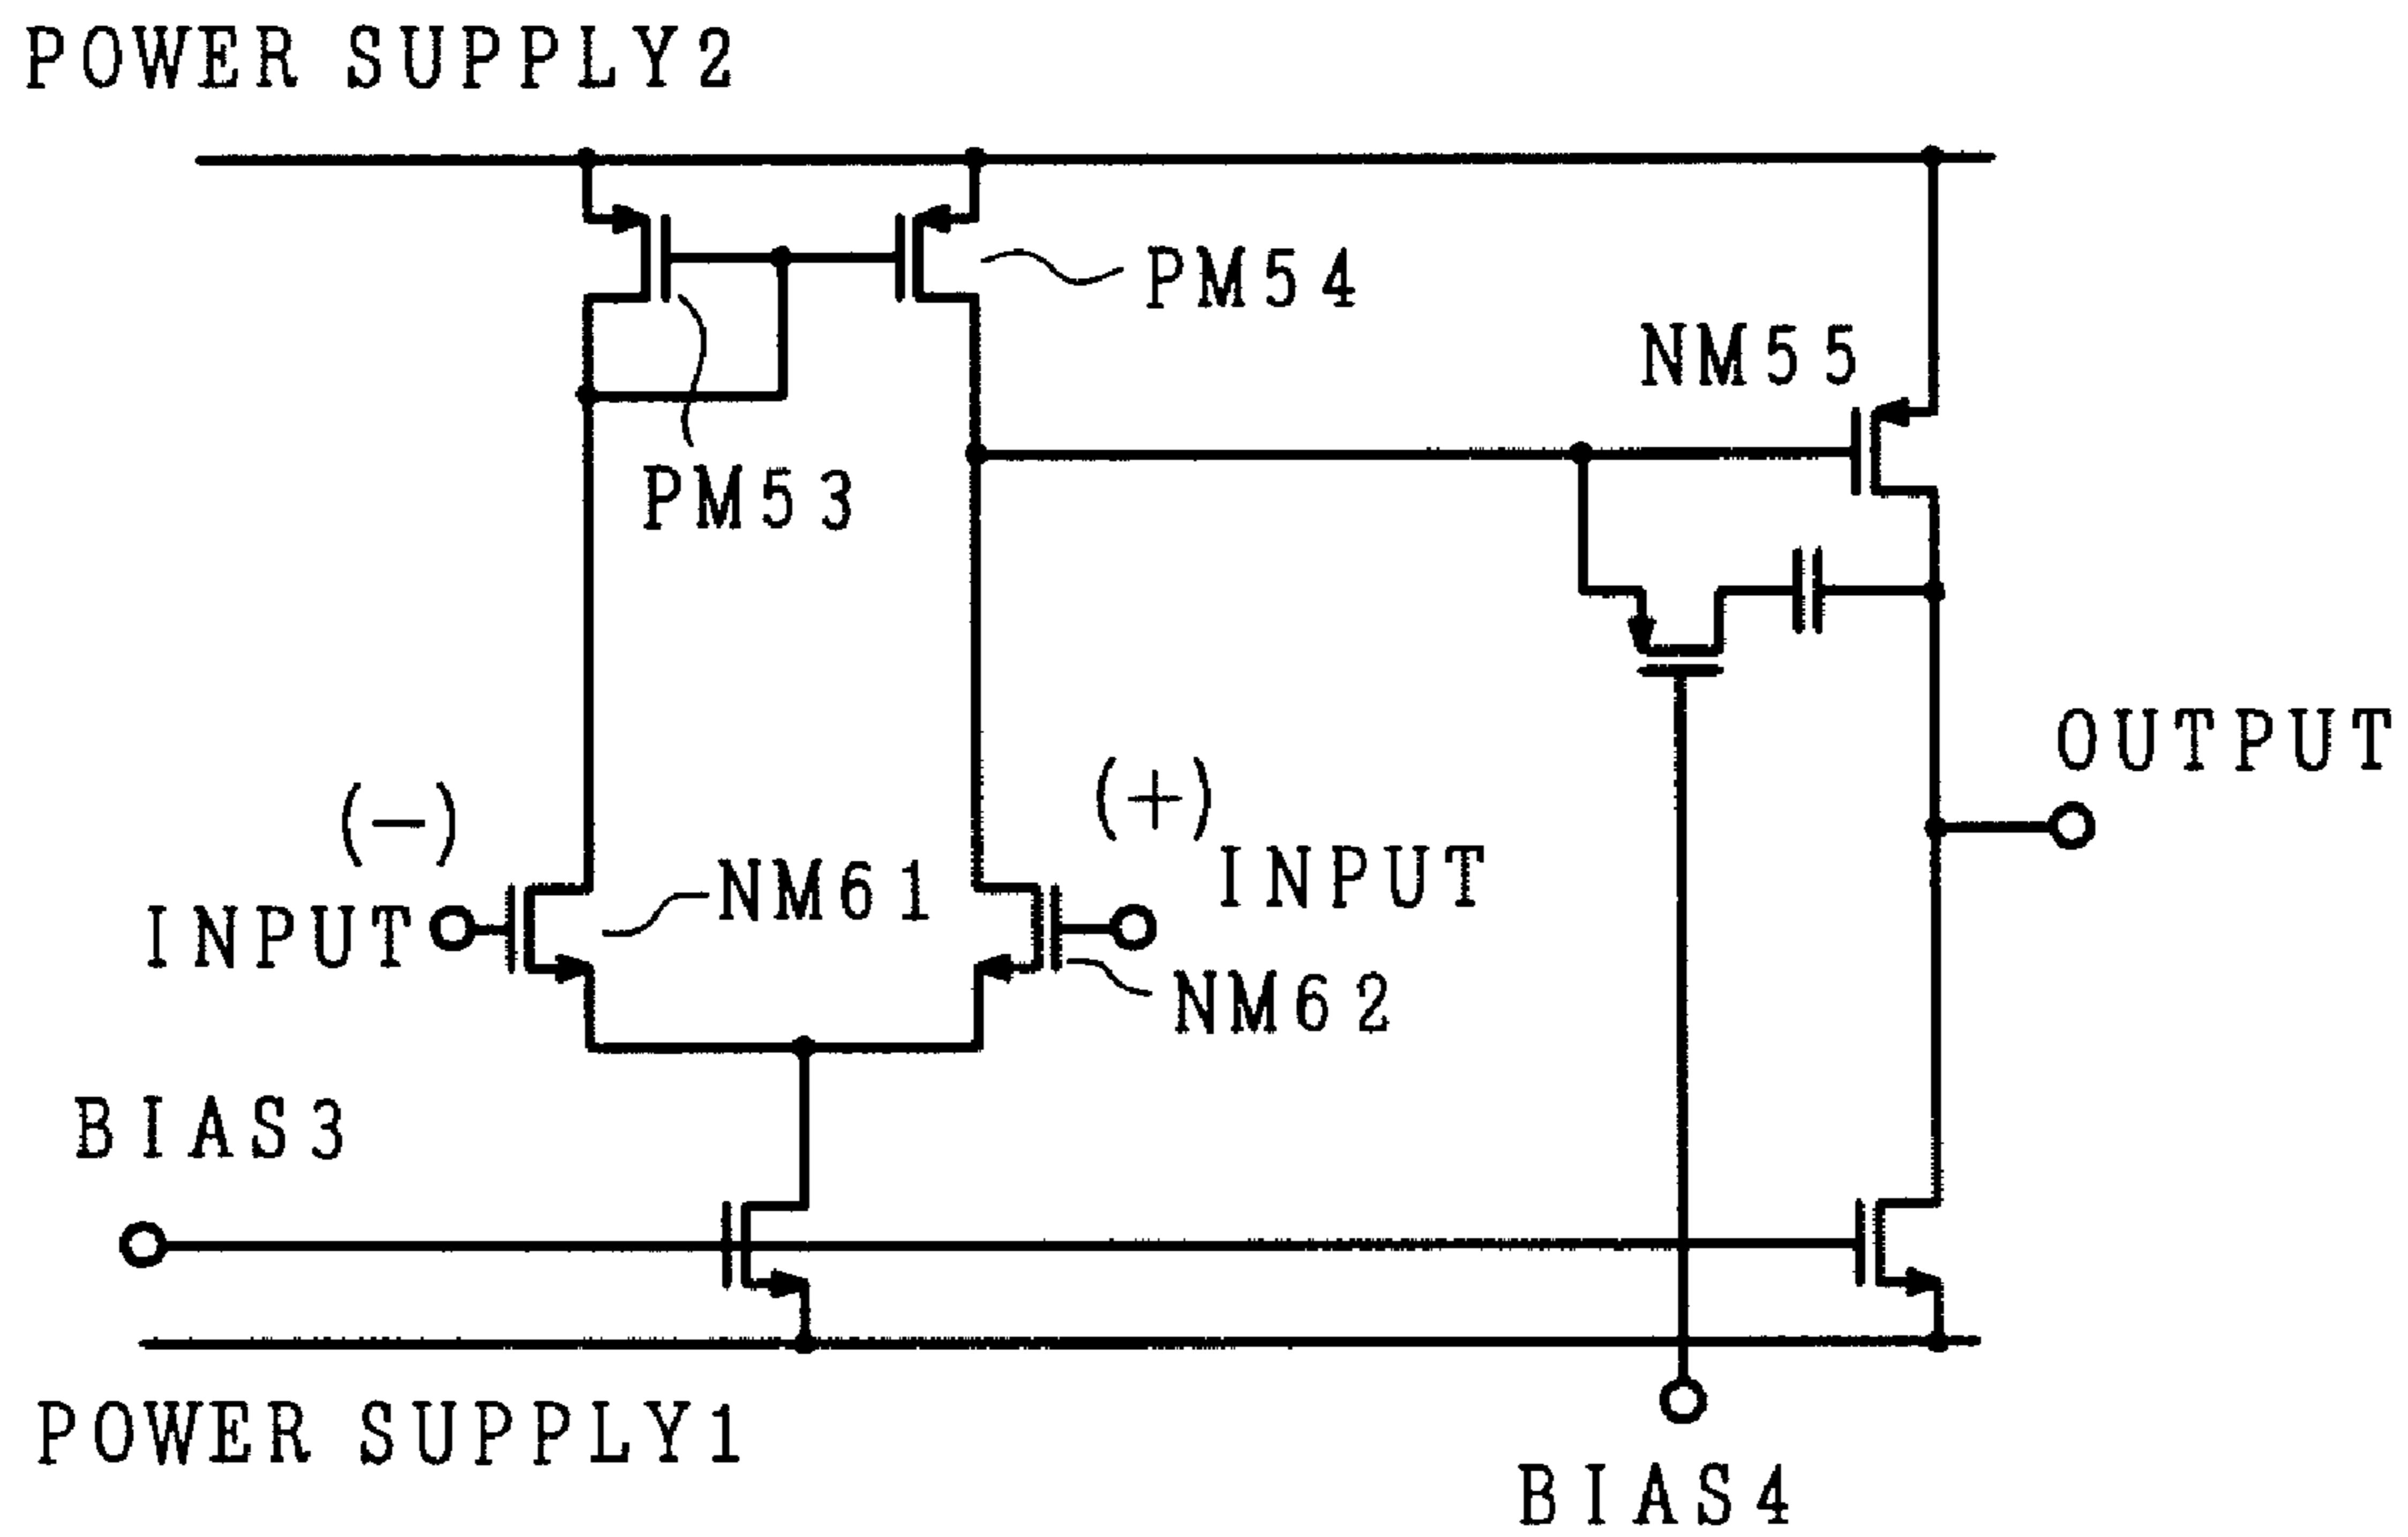 POWER SUPPLY2
PM54
NM55
PM53
OUTPUT
(-)
(+)
INPUT
NM61
INPUT
NM62
BIAS3
POWER SUPPLY1
BIAS4